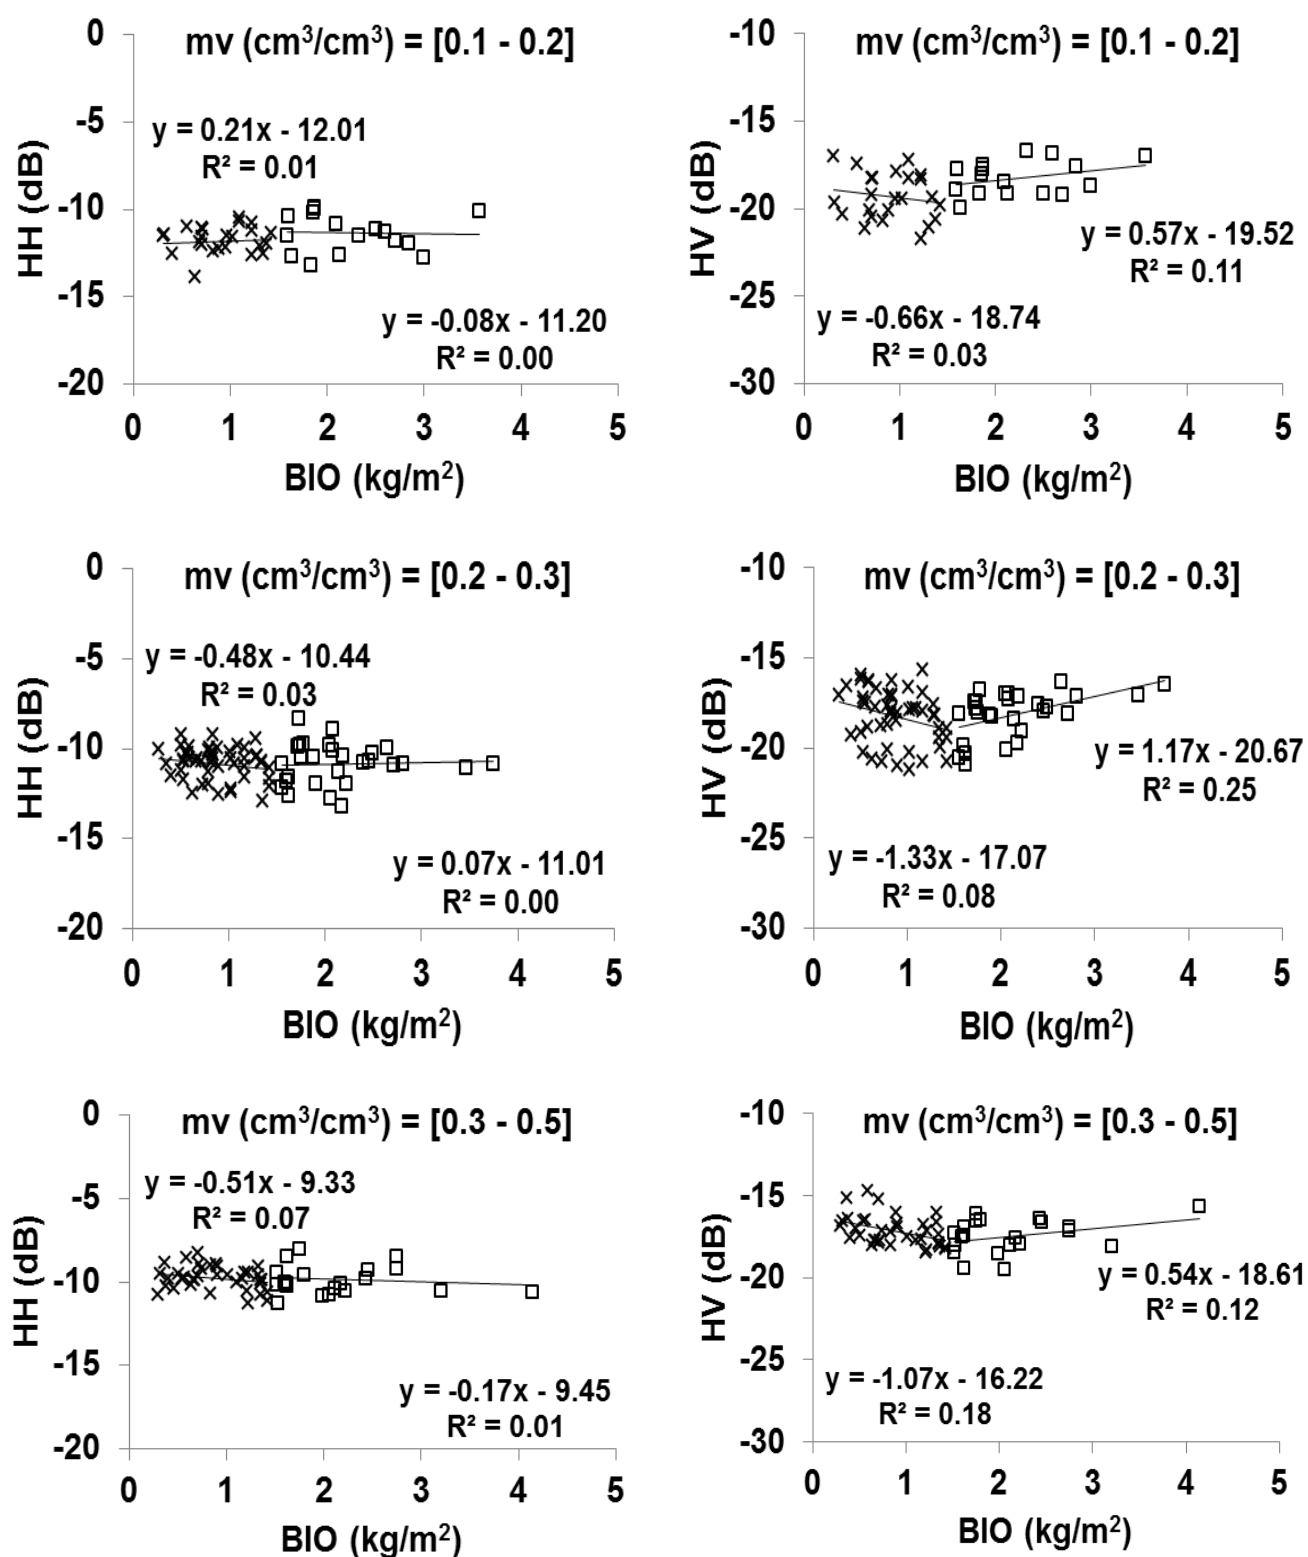 mv (cm³/cm³) = [0.1 - 0.2]
y = 0.21x - 12.01
R² = 0.01
y = -0.08x - 11.20
R² = 0.00
0
-5
-10
-15
-20
HH (dB)
0 1 2 3 4 5
BIO (kg/m²)
mv (cm³/cm³) = [0.1 - 0.2]
y = 0.57x - 19.52
R² = 0.11
y = -0.66x - 18.74
R² = 0.03
-10
-15
-20
-25
-30
HV (dB)
0 1 2 3 4 5
BIO (kg/m²)
mv (cm³/cm³) = [0.2 - 0.3]
y = -0.48x - 10.44
R² = 0.03
y = 0.07x - 11.01
R² = 0.00
0
-5
-10
-15
-20
HH (dB)
0 1 2 3 4 5
BIO (kg/m²)
mv (cm³/cm³) = [0.2 - 0.3]
y = 1.17x - 20.67
R² = 0.25
y = -1.33x - 17.07
R² = 0.08
-10
-15
-20
-25
-30
HV (dB)
0 1 2 3 4 5
BIO (kg/m²)
mv (cm³/cm³) = [0.3 - 0.5]
y = -0.51x - 9.33
R² = 0.07
y = -0.17x - 9.45
R² = 0.01
0
-5
-10
-15
-20
HH (dB)
0 1 2 3 4 5
BIO (kg/m²)
mv (cm³/cm³) = [0.3 - 0.5]
y = 0.54x - 18.61
R² = 0.12
y = -1.07x - 16.22
R² = 0.18
-10
-15
-20
-25
-30
HV (dB)
0 1 2 3 4 5
BIO (kg/m²)